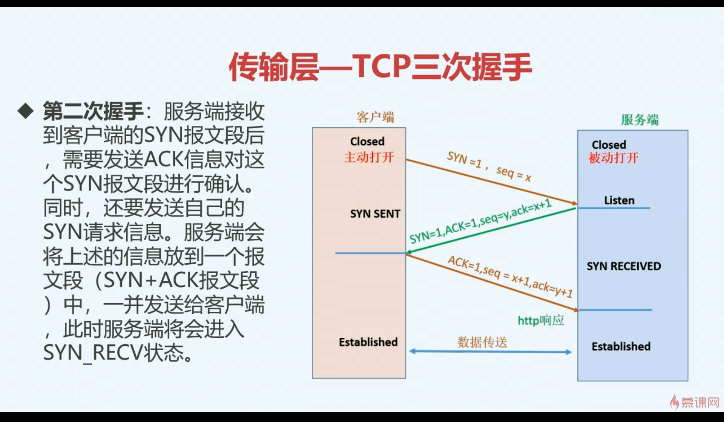 传输层—TCP三次握手
◆ 第二次握手：服务端接收
到客户端的SYN报文段后
，需要发送ACK信息对这
个SYN报文段进行确认。
同时，还要发送自己的
SYN请求信息。服务端会
将上述的信息放到一个报
文段（SYN+ACK报文段
）中，一并发送给客户端
，此时服务端将会进入
SYN_RECV状态。
客户端
服务端
Closed
主动打开
Closed
被动打开
SYN =1 ， seq = x
Listen
SYN SENT
SYN=1,ACK=1,seq=y,ack=x+1
SYN RECEIVED
ACK=1,seq = x+1,ack=y+1
http响应
Established
数据传送
Established
慕课网